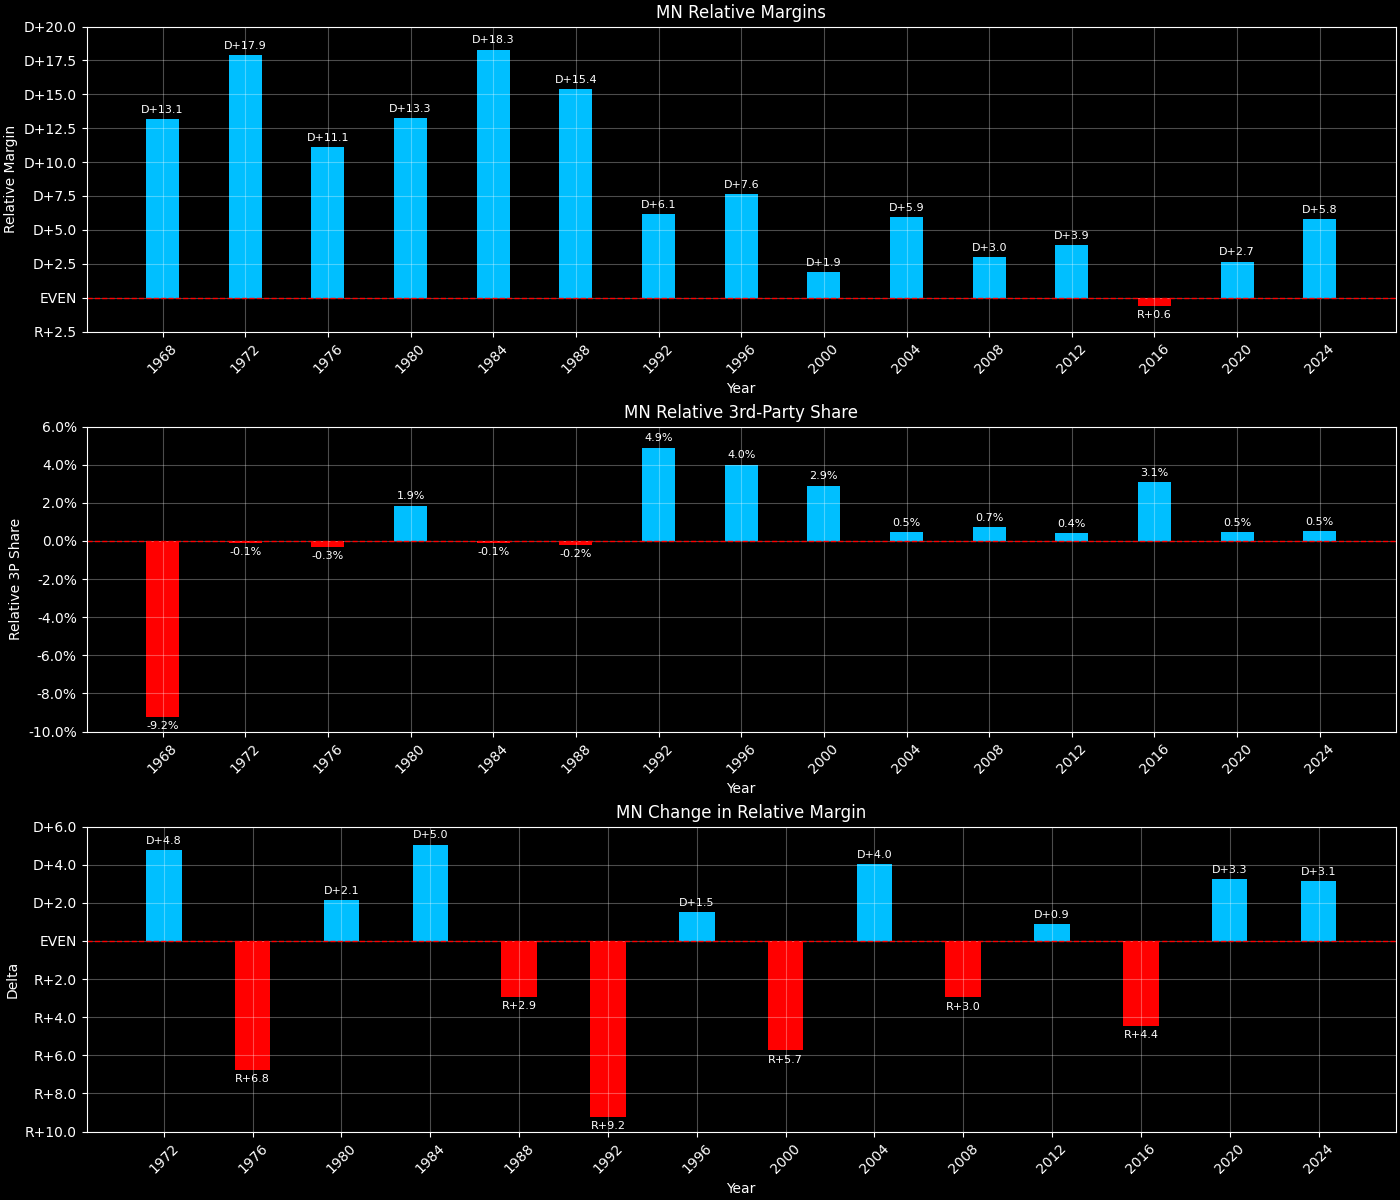 MN Relative Margins
Relative Margin
D+20.0
D+17.5
D+15.0
D+12.5
D+10.0
D+7.5
D+5.0
D+2.5
EVEN
R+2.5
D+13.1
D+17.9
D+11.1
D+13.3
D+18.3
D+15.4
D+6.1
D+7.6
D+1.9
D+5.9
D+3.0
D+3.9
R+0.6
D+2.7
D+5.8
1968 1972 1976 1980 1984 1988 1992 1996 2000 2004 2008 2012 2016 2020 2024
Year
MN Relative 3rd-Party Share
Relative 3P Share
6.0%
4.0%
2.0%
0.0%
-2.0%
-4.0%
-6.0%
-8.0%
-10.0%
-9.2%
-0.1%
-0.3%
1.9%
-0.1%
-0.2%
4.9%
4.0%
2.9%
0.5%
0.7%
0.4%
3.1%
0.5%
0.5%
1968 1972 1976 1980 1984 1988 1992 1996 2000 2004 2008 2012 2016 2020 2024
Year
MN Change in Relative Margin
Delta
D+6.0
D+4.0
D+2.0
EVEN
R+2.0
R+4.0
R+6.0
R+8.0
R+10.0
D+4.8
R+6.8
D+2.1
D+5.0
R+2.9
R+9.2
D+1.5
R+5.7
D+4.0
R+3.0
D+0.9
R+4.4
D+3.3
D+3.1
1972 1976 1980 1984 1988 1992 1996 2000 2004 2008 2012 2016 2020 2024
Year